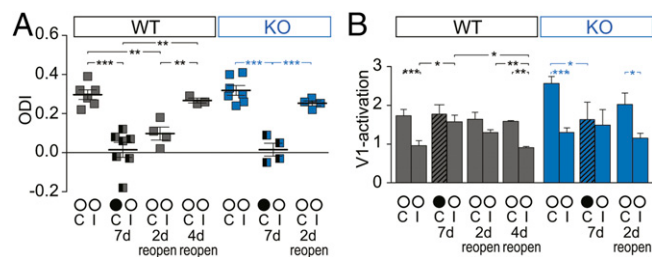 A
WT
KO
**
**
***
**
***
***
ODI
0.6
0.4
0.2
0.0
-0.2
C I C C I C I C I C C I
7d 2d 4d 7d 2d
reopen reopen reopen
B
WT
KO
*
*
**
*
***
**
***
*
V1-activation
3
2
1
0
C I C I C I C I C I C I C I
7d 2d 4d 7d 2d
reopen reopen reopen